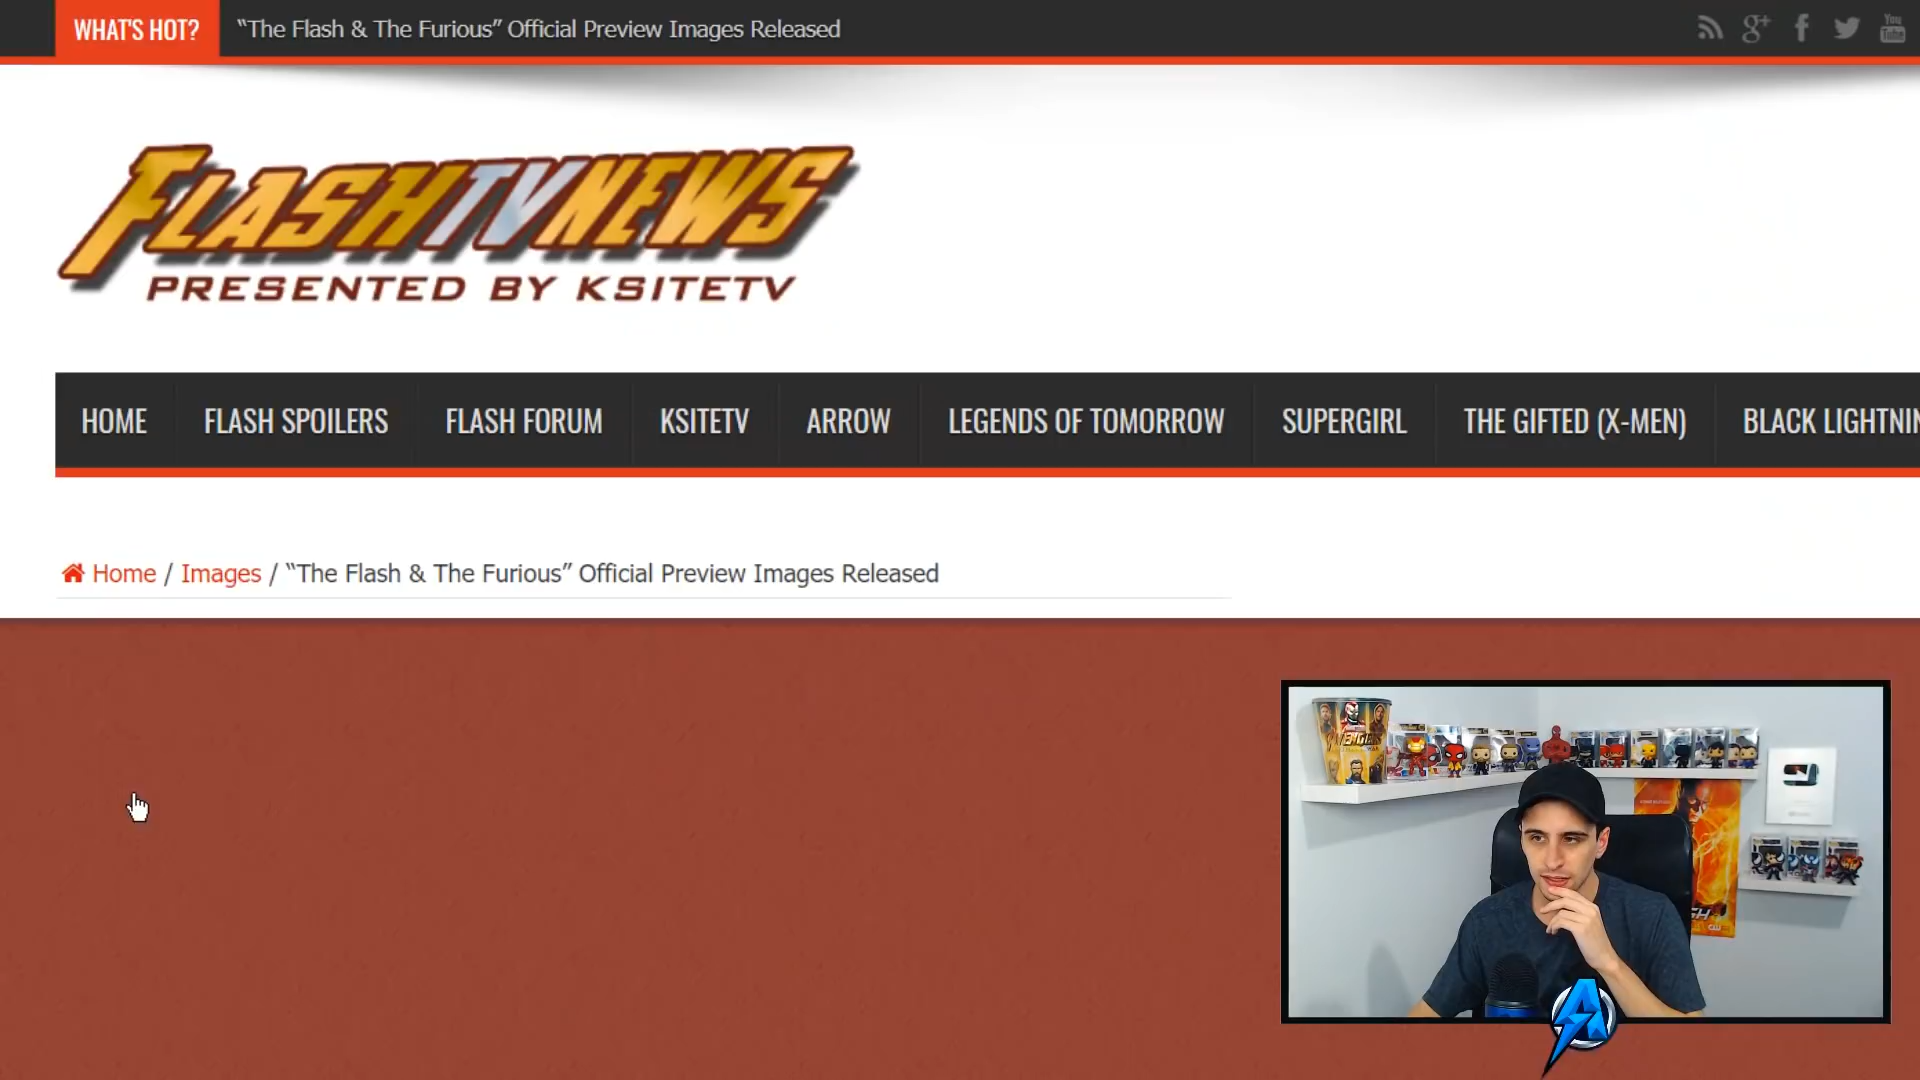 WHAT'S HOT? “The Flash & The Furious” Official Preview Images Released
FLASHTVNEWS
PRESENTED BY KSITETV
HOME FLASH SPOILERS FLASH FORUM KSITETV ARROW LEGENDS OF TOMORROW SUPERGIRL THE GIFTED (X-MEN) BLACK LIGHTNIN
Home / Images / “The Flash & The Furious” Official Preview Images Released